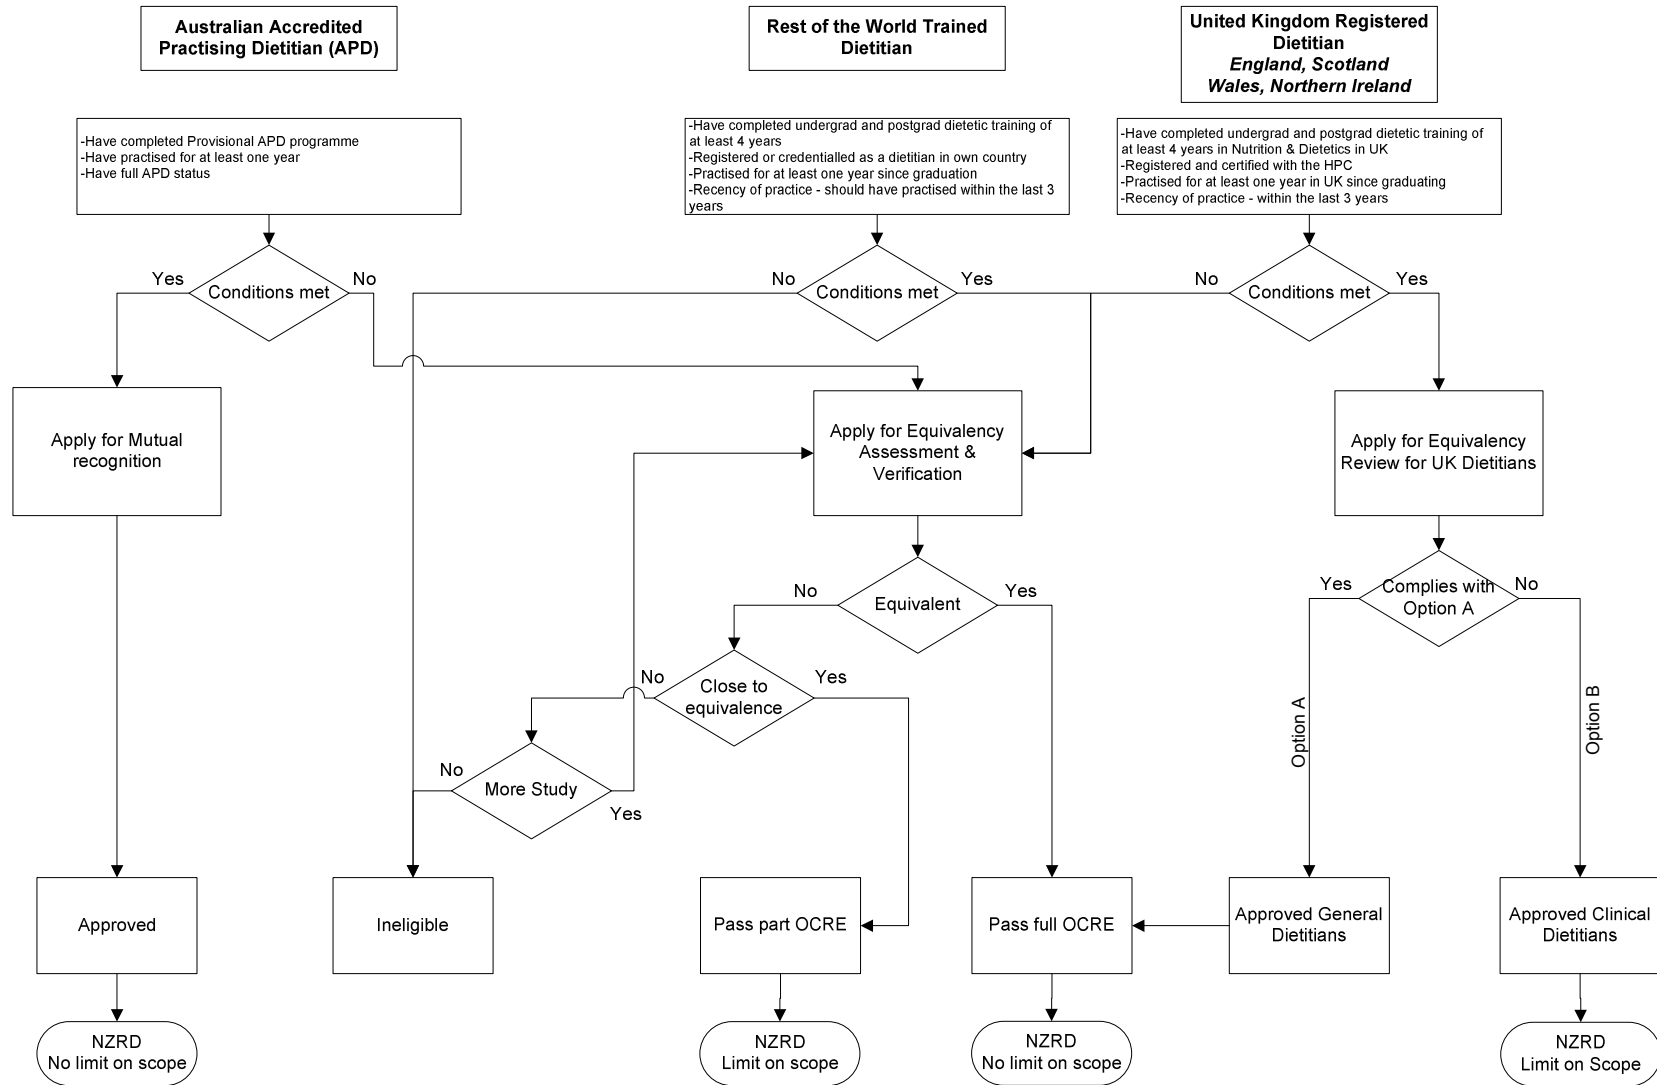 Australian Accredited
Practising Dietitian (APD)
Rest of the World Trained
Dietitian
United Kingdom Registered
Dietitian
England, Scotland
Wales, Northern Ireland
-Have completed Provisional APD programme
-Have practised for at least one year
-Have full APD status
-Have completed undergrad and postgrad dietetic training of
at least 4 years
-Registered or credentialled as a dietitian in own country
-Practised for at least one year since graduation
-Recency of practice - should have practised within the last 3
years
-Have completed undergrad and postgrad dietetic training of
at least 4 years in Nutrition & Dietetics in UK
-Registered and certified with the HPC
-Practised for at least one year in UK since graduating
-Recency of practice - within the last 3 years
Yes
Conditions met
No
No
Conditions met
Yes
No
Conditions met
Yes
Apply for Mutual
recognition
Apply for Equivalency
Assessment &
Verification
Apply for Equivalency
Review for UK Dietitians
No
Equivalent
Yes
Yes
Complies with
Option A
No
No
Close to
equivalence
Yes
Option A
Option B
No
More Study
Yes
Approved
Ineligible
Pass part OCRE
Pass full OCRE
Approved General
Dietitians
Approved Clinical
Dietitians
NZRD
No limit on scope
NZRD
Limit on scope
NZRD
No limit on scope
NZRD
Limit on Scope